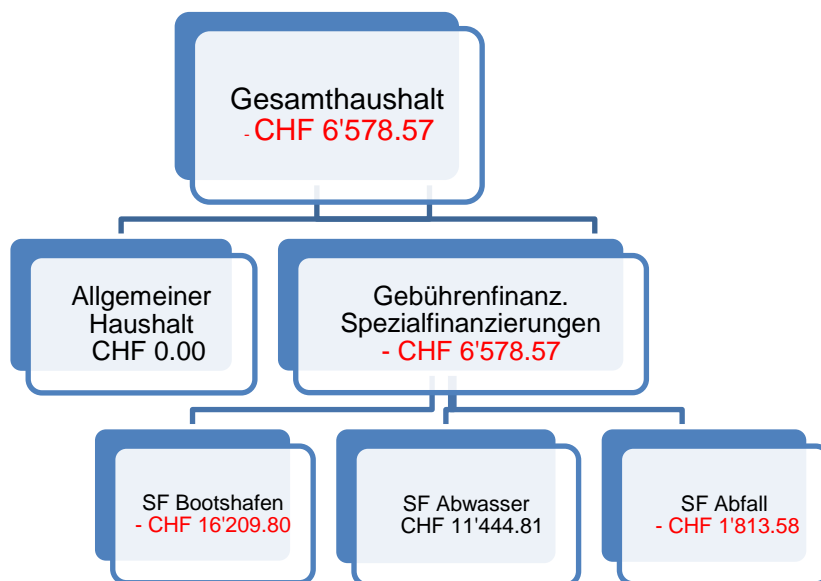 Gesamthaushalt
- CHF 6'578.57
Allgemeiner
Haushalt
CHF 0.00
Gebührenfinanz.
Spezialfinanzierungen
- CHF 6'578.57
SF Bootshafen
- CHF 16'209.80
SF Abwasser
CHF 11'444.81
SF Abfall
- CHF 1'813.58